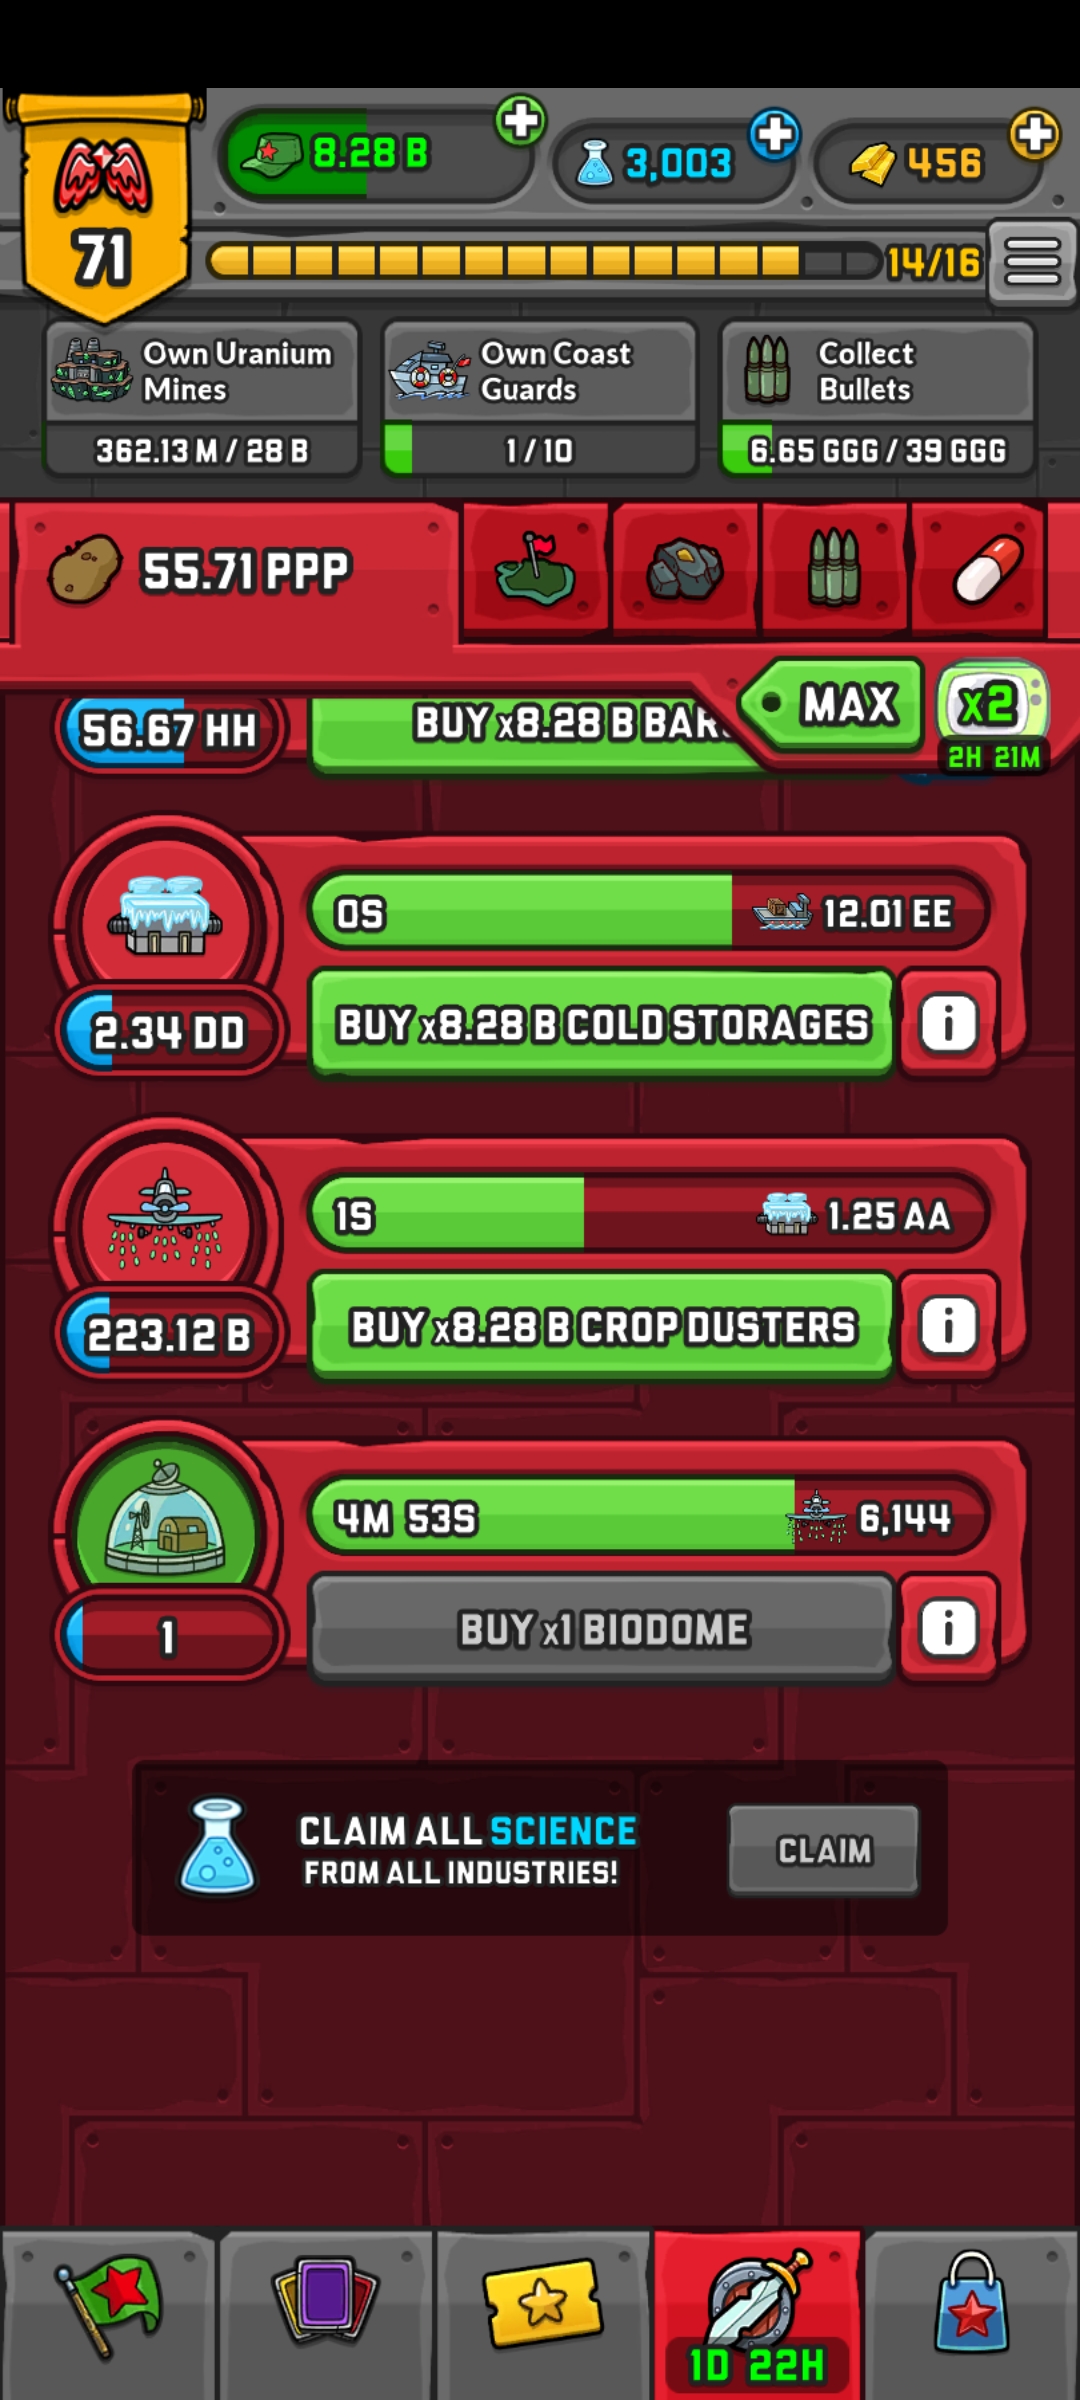 71
8.28 B
3,003
456
14/16
Own Uranium
Mines
362.13 M / 28 B
Own Coast
Guards
1 / 10
Collect
Bullets
6.65 GGG / 39 GGG
55.71 PPP
MAX
x2
2H 21M
56.67 HH
BUY x8.28 B BAR
0S
12.01 EE
2.34 DD
BUY x8.28 B COLD STORAGES
i
1S
1.25 AA
223.12 B
BUY x8.28 B CROP DUSTERS
i
4M 53S
6,144
1
BUY x1 BIODOME
i
CLAIM ALL SCIENCE
FROM ALL INDUSTRIES!
CLAIM
1D 22H